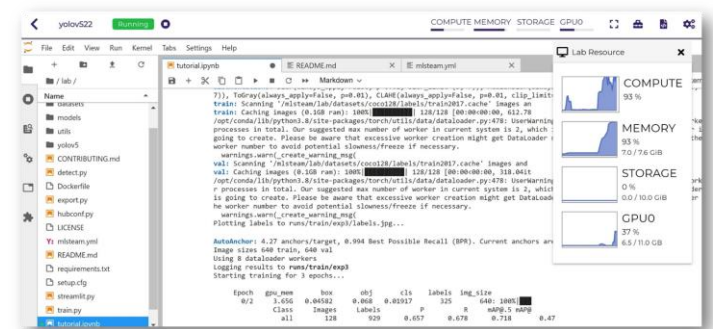 yolov522
Running
COMPUTE MEMORY STORAGE GPU0
File Edit View Run Kernel Tabs Settings Help
/ lab /
Name
datasets
models
utils
yolov5
CONTRIBUTING.md
detect.py
Dockerfile
export.py
hubconf.py
LICENSE
mlsteam.yml
README.md
requirements.txt
setup.cfg
streamlit.py
train.py
tutorial.ipynb
tutorial.ipynb
README.md
mlsteam.yml
Markdown
7)), ToGray(always_apply=False, p=0.01), CLAHE(always_apply=False, p=0.01, clip_limit=
train: Scanning '/mlsteam/lab/datasets/coco128/labels/train2017.cache' images an
train: Caching images (0.1GB ram): 100% 128/128 [00:00<00:00, 612.78
/opt/conda/lib/python3.8/site-packages/torch/utils/data/dataloader.py:478: UserWarning
processes in total. Our suggested max number of worker in current system is 2, which
going to create. Please be aware that excessive worker creation might get DataLoader
worker number to avoid potential slowness/freeze if necessary.
warnings.warn(_create_warning_msg(
val: Scanning '/mlsteam/lab/datasets/coco128/labels/train2017.cache' images and
val: Caching images (0.1GB ram): 100% 128/128 [00:00<00:00, 318.04it
/opt/conda/lib/python3.8/site-packages/torch/utils/data/dataloader.py:478: UserWarning
r processes in total. Our suggested max number of worker in current system is 2, which
is going to create. Please be aware that excessive worker creation might get DataLoade
he worker number to avoid potential slowness/freeze if necessary.
warnings.warn(_create_warning_msg(
Plotting labels to runs/train/exp3/labels.jpg...
AutoAnchor: 4.27 anchors/target, 0.994 Best Possible Recall (BPR). Current anchors are
Image sizes 640 train, 640 val
Using 8 dataloader workers
Logging results to runs/train/exp3
Starting training for 3 epochs...
Epoch gpu_mem box obj cls labels img_size
0/2 3.65G 0.04582 0.068 0.01917 325 640: 100%
Class Images Labels P R mAP@.5 mAP@
all 128 929 0.657 0.678 0.718 0.47
Lab Resource
COMPUTE
93 %
MEMORY
93 %
7.0 / 7.6 GiB
STORAGE
0 %
0.0 / 10.0 GiB
GPU0
37 %
6.5 / 11.0 GB